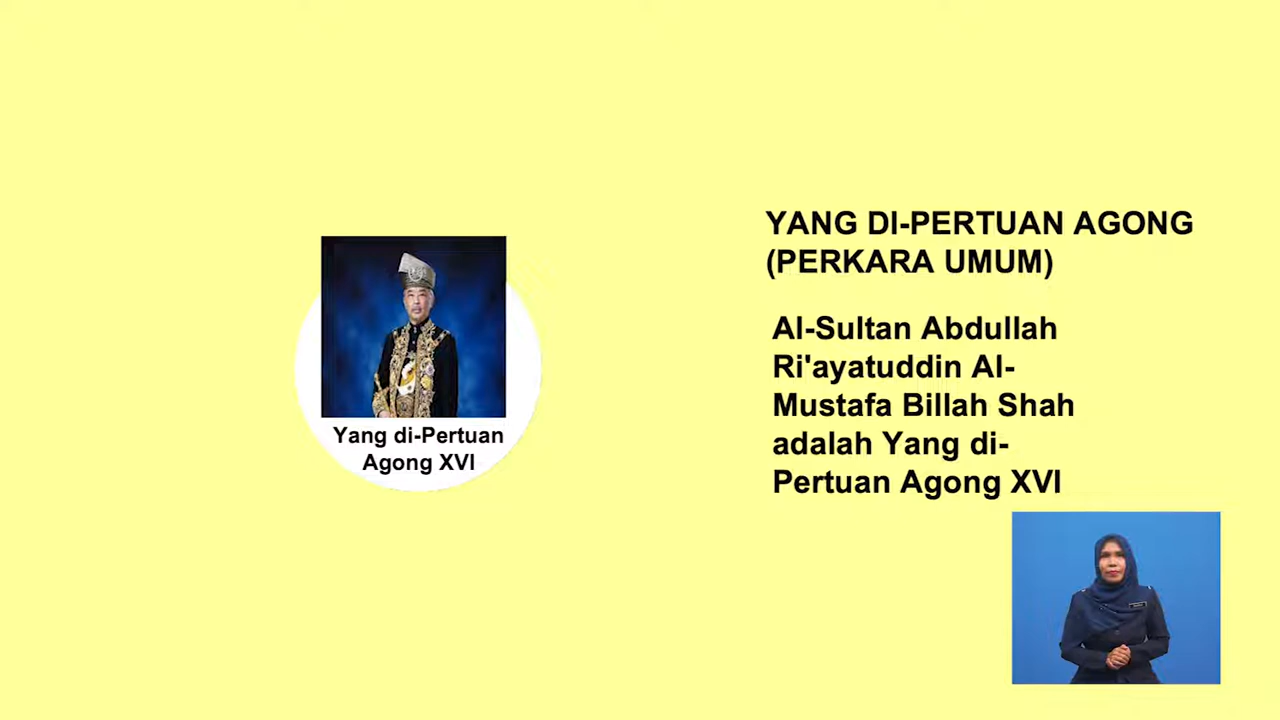 YANG DI-PERTUAN AGONG
(PERKARA UMUM)
Al-Sultan Abdullah
Ri'ayatuddin Al-
Mustafa Billah Shah
adalah Yang di-
Pertuan Agong XVI
Yang di-Pertuan
Agong XVI